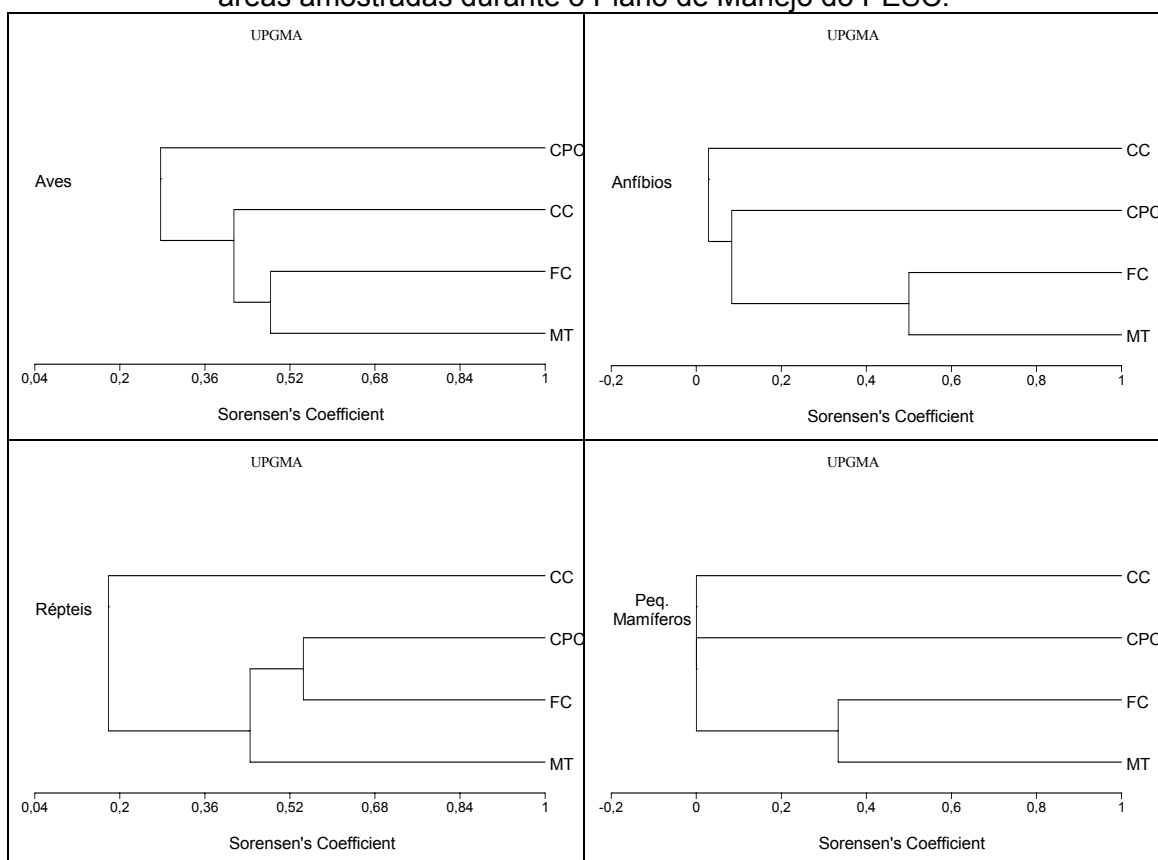 áreas amostradas durante o Plano de Manejo do PESC.
UPGMA
Aves
CPC
CC
FC
MT
0,04 0,2 0,36 0,52 0,68 0,84 1
Sorensen's Coefficient
UPGMA
Anfíbios
CC
CPC
FC
MT
-0,2 0 0,2 0,4 0,6 0,8 1
Sorensen's Coefficient
UPGMA
Répteis
CC
CPC
FC
MT
0,04 0,2 0,36 0,52 0,68 0,84 1
Sorensen's Coefficient
UPGMA
Peq.
Mamíferos
CC
CPC
FC
MT
-0,2 0 0,2 0,4 0,6 0,8 1
Sorensen's Coefficient